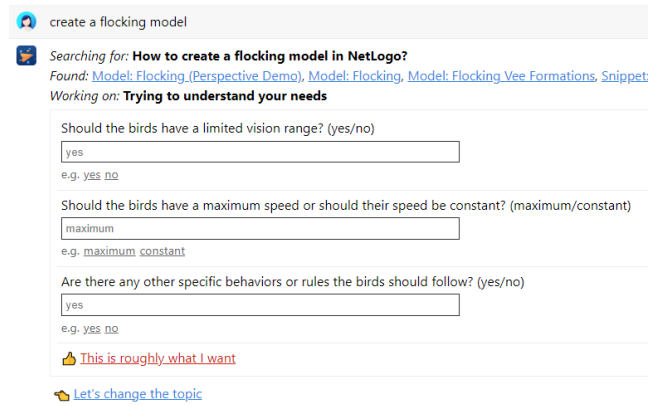 create a flocking model
Searching for: How to create a flocking model in NetLogo?
Found: Model: Flocking (Perspective Demo), Model: Flocking, Model: Flocking Vee Formations, Snippet:
Working on: Trying to understand your needs
Should the birds have a limited vision range? (yes/no)
yes
e.g. yes no
Should the birds have a maximum speed or should their speed be constant? (maximum/constant)
maximum
e.g. maximum constant
Are there any other specific behaviors or rules the birds should follow? (yes/no)
yes
e.g. yes no
This is roughly what I want
Let's change the topic